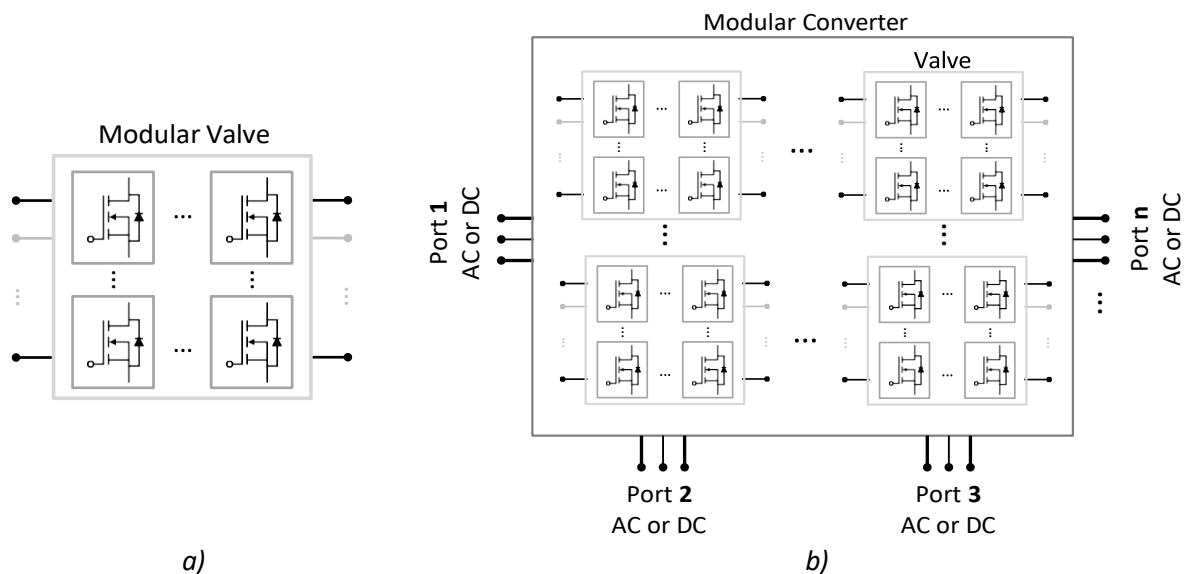 Modular Valve
a)
Modular Converter
Valve
Port 1
AC or DC
Port n
AC or DC
Port 2
AC or DC
Port 3
AC or DC
b)